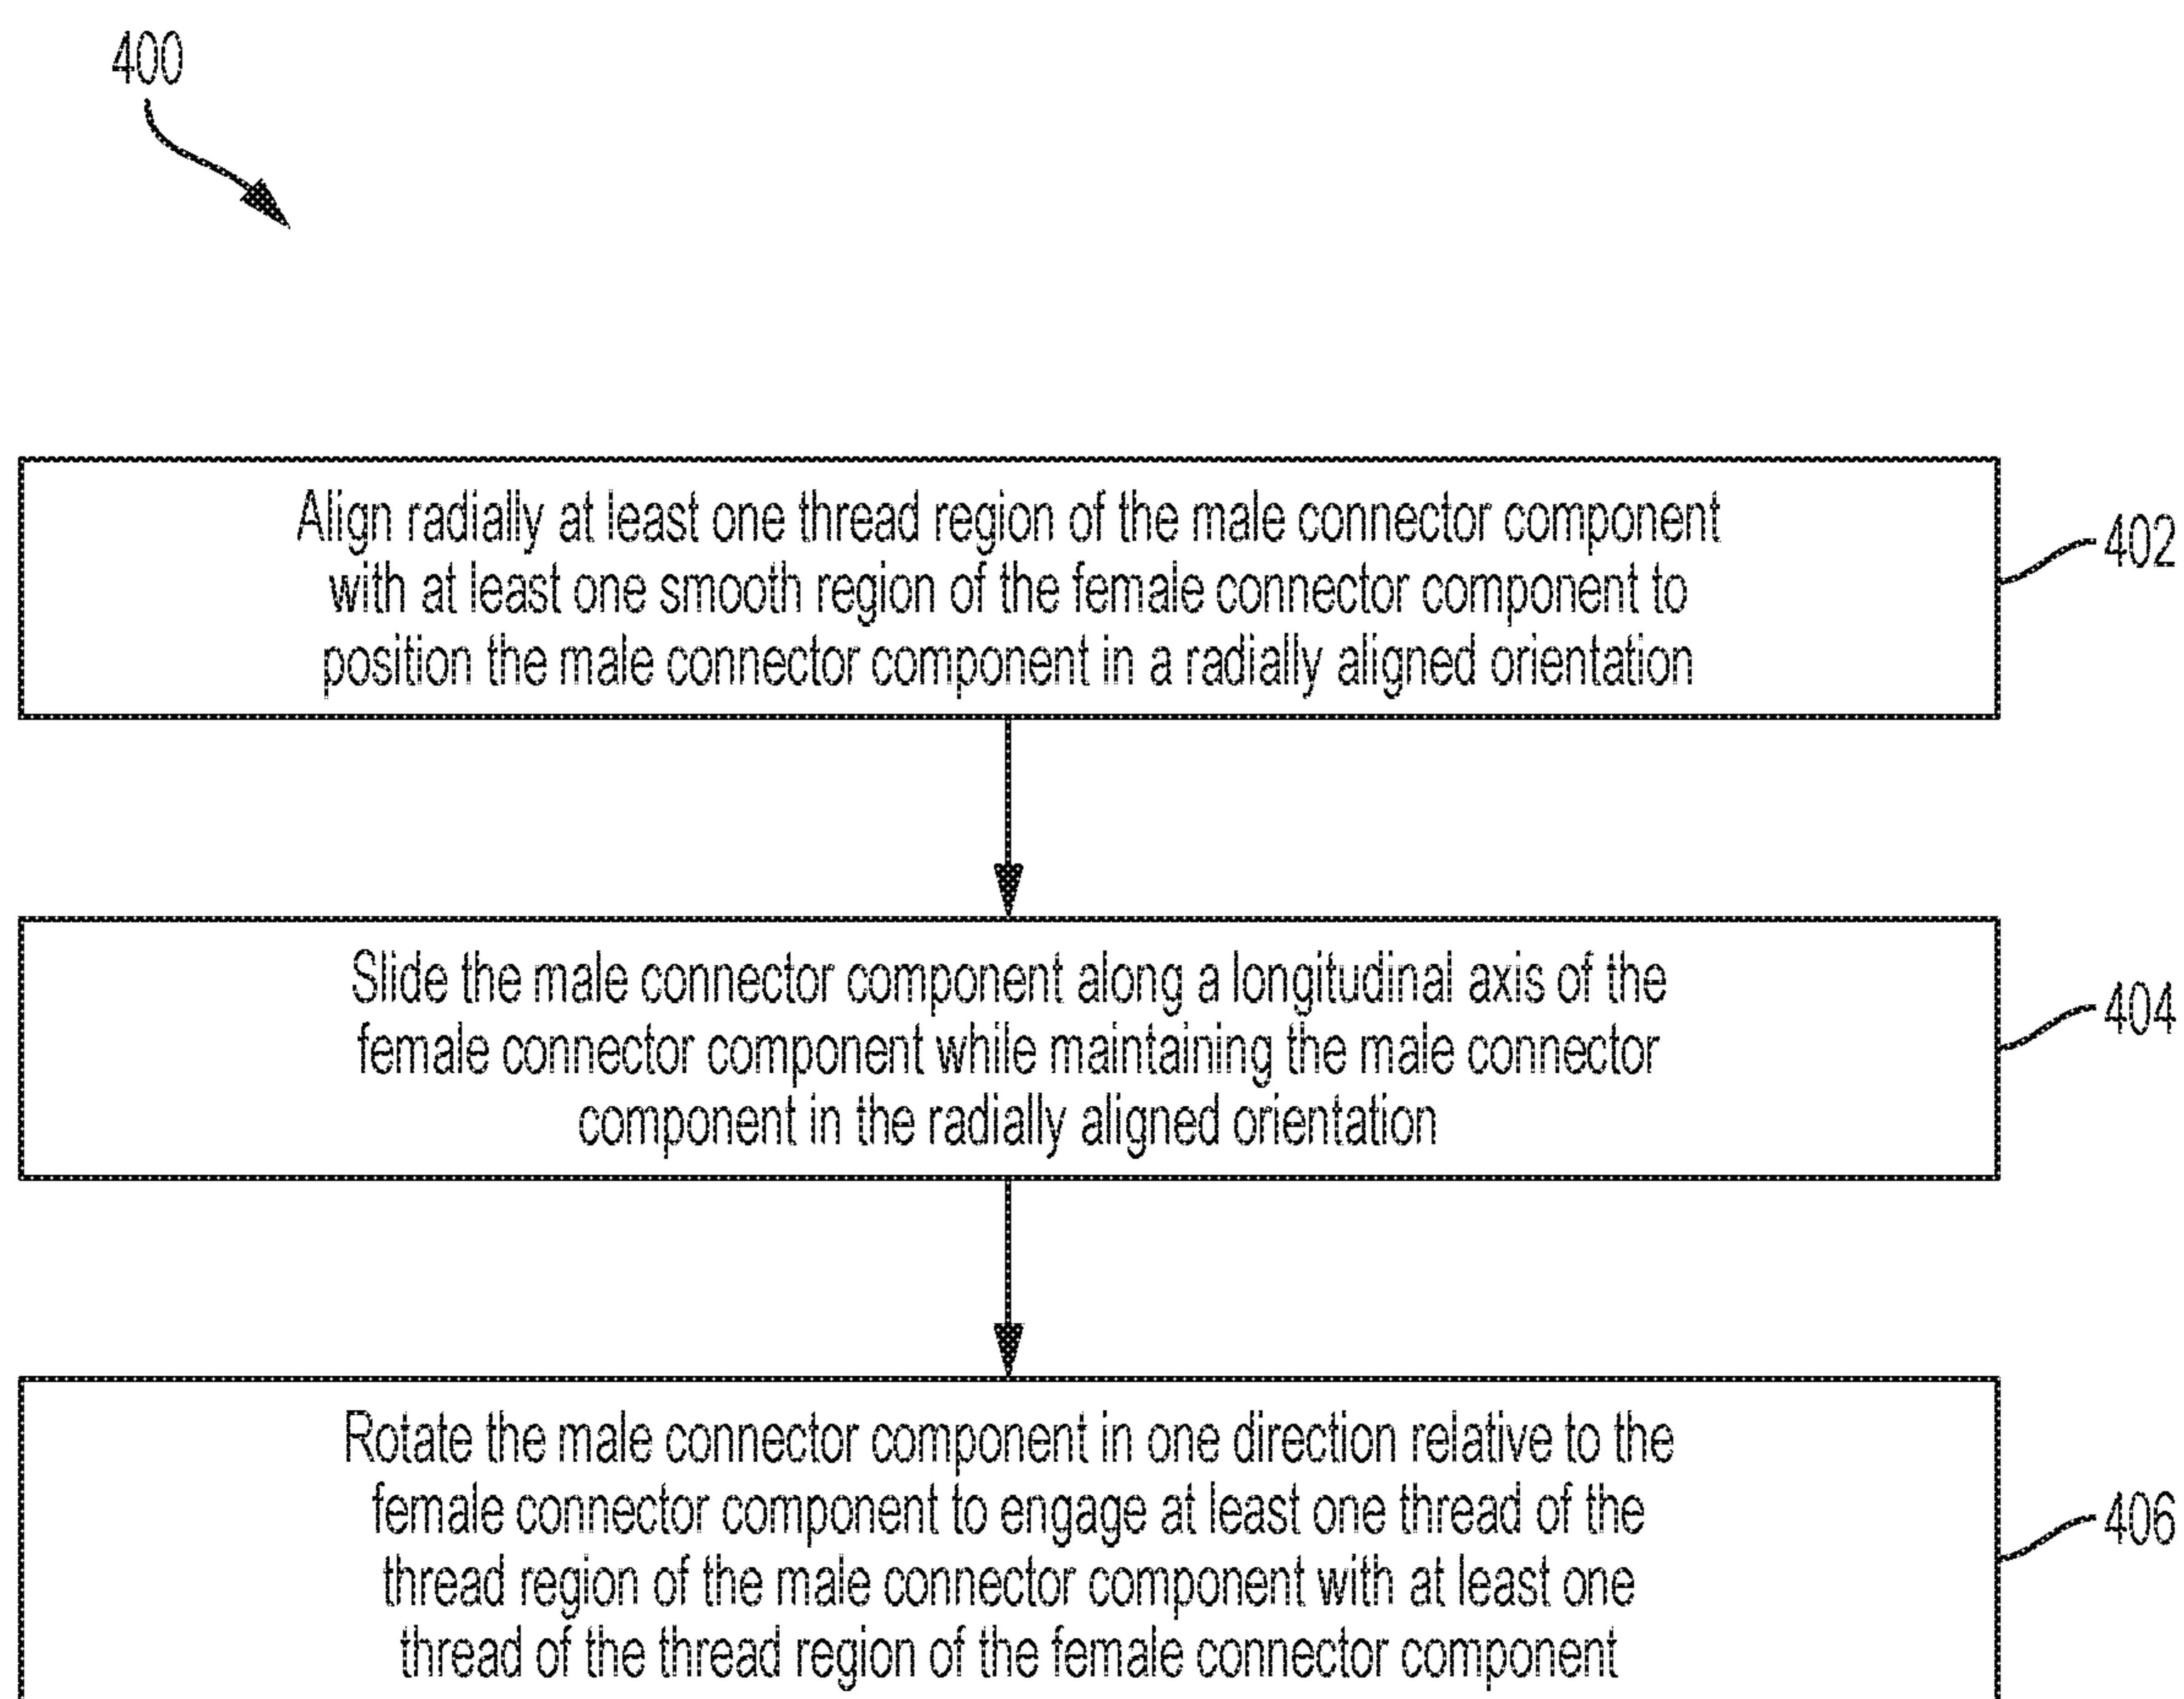 400
Align radially at least one thread region of the male connector component
with at least one smooth region of the female connector component to
position the male connector component in a radially aligned orientation
402
Slide the male connector component along a longitudinal axis of the
female connector component while maintaining the male connector
component in the radially aligned orientation
404
Rotate the male connector component in one direction relative to the
female connector component to engage at least one thread of the
thread region of the male connector component with at least one
thread of the thread region of the female connector component
406